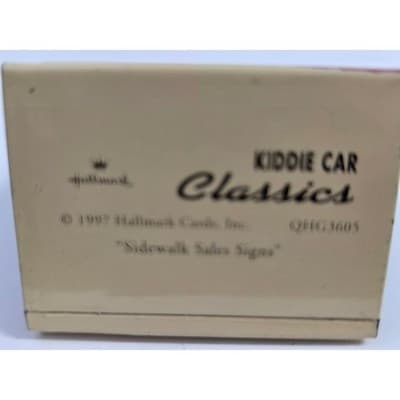 Hallmark
KIDDIE CAR
Classics
© 1997 Hallmark Cards, Inc. QHG3605
"Sidewalk Sales Signs"